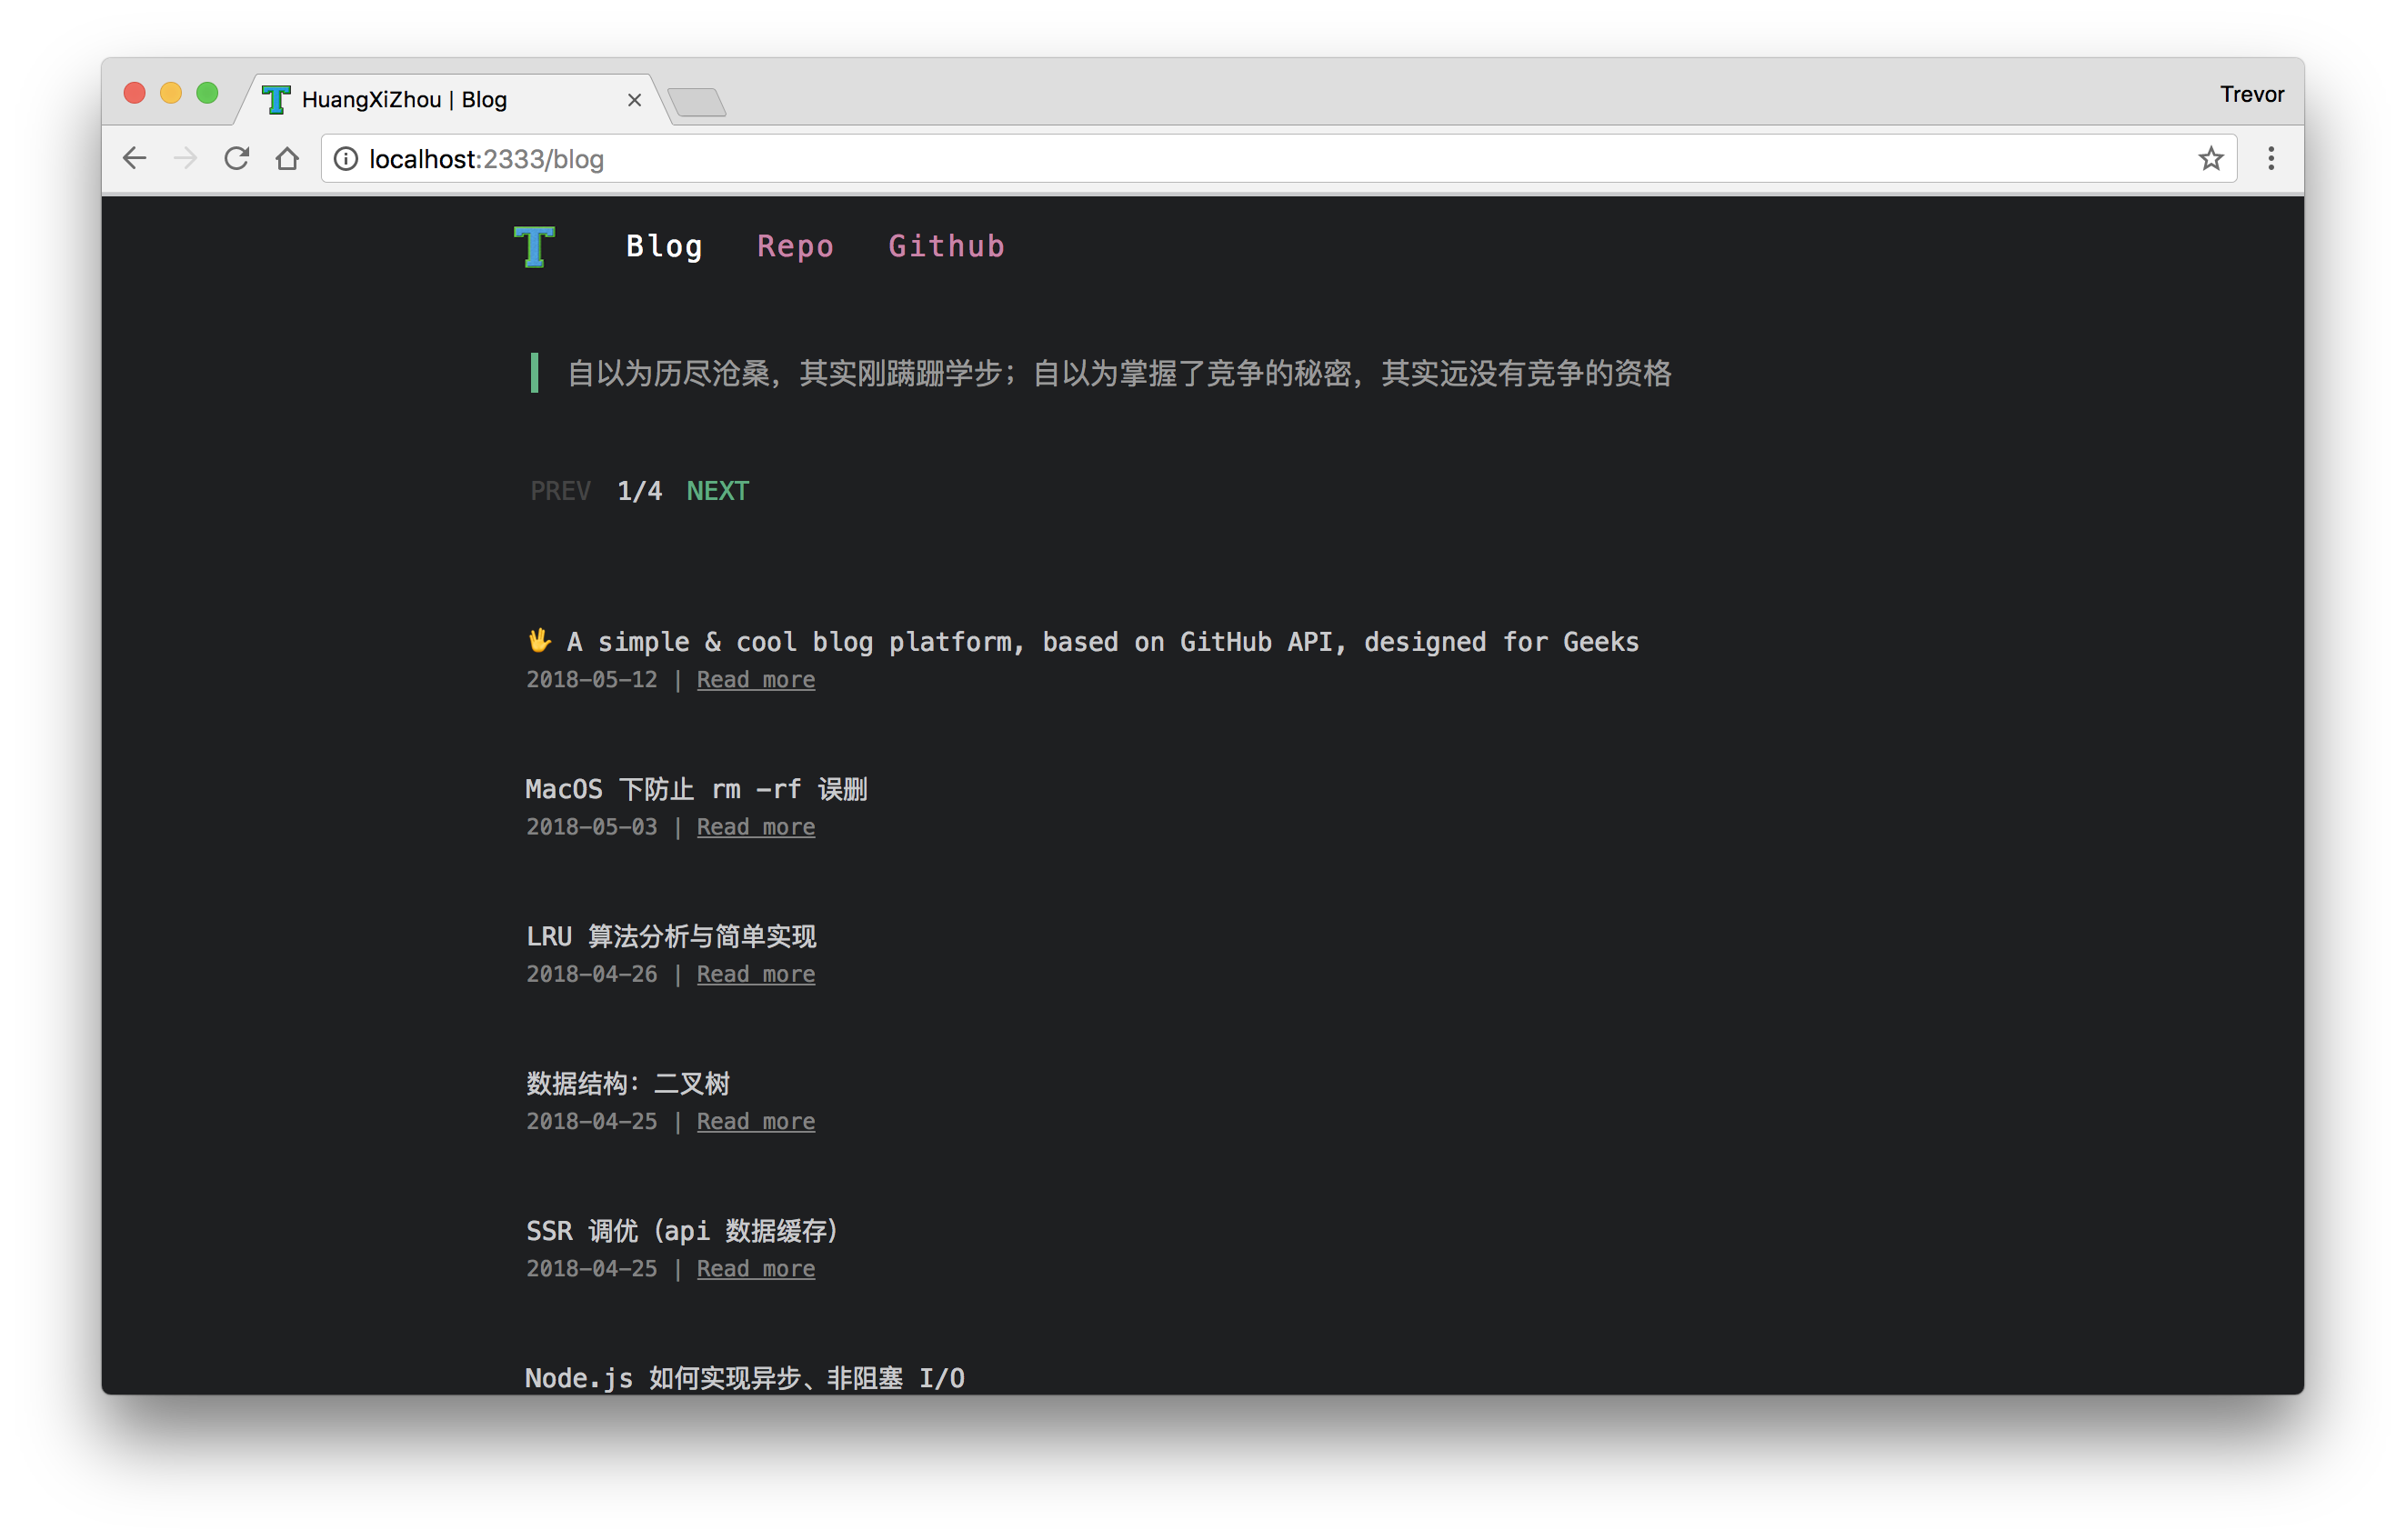 HuangXiZhou | Blog
Trevor
localhost:2333/blog
T Blog Repo Github
自以为历尽沧桑，其实刚蹒跚学步；自以为掌握了竞争的秘密，其实远没有竞争的资格
PREV 1/4 NEXT
🖖 A simple & cool blog platform, based on GitHub API, designed for Geeks
2018-05-12 | Read more
MacOS 下防止 rm -rf 误删
2018-05-03 | Read more
LRU 算法分析与简单实现
2018-04-26 | Read more
数据结构：二叉树
2018-04-25 | Read more
SSR 调优（api 数据缓存）
2018-04-25 | Read more
Node.js 如何实现异步、非阻塞 I/O